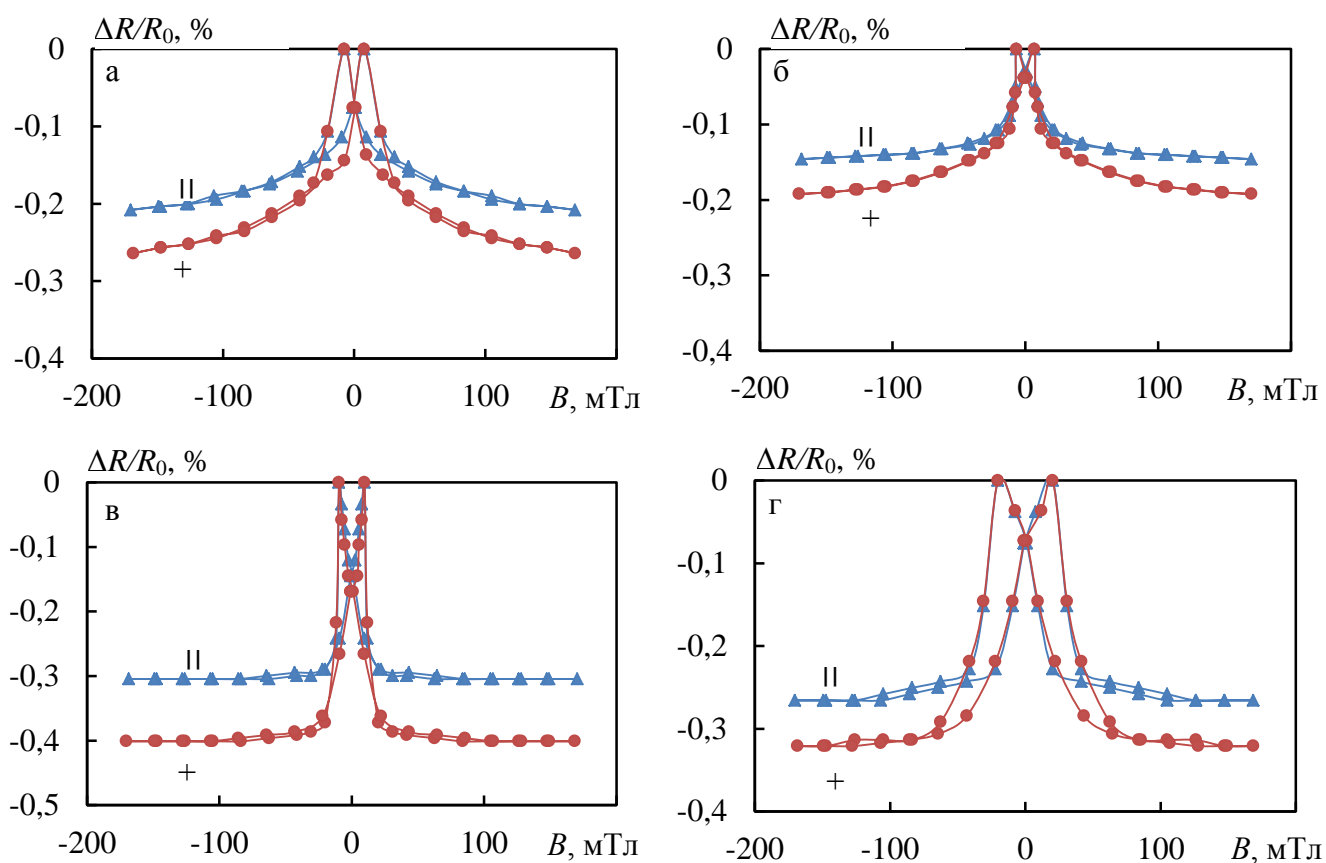 ΔR/R₀, %
0
а
-0,1
-0,2
-0,3
-0,4
-200
-100
0
100
B, мТл
II
+
ΔR/R₀, %
0
б
-0,1
-0,2
-0,3
-0,4
-200
-100
0
100
B, мТл
II
+
ΔR/R₀, %
0
в
-0,1
-0,2
-0,3
-0,4
-0,5
-200
-100
0
100
B, мТл
II
+
ΔR/R₀, %
0
г
-0,1
-0,2
-0,3
-0,4
-200
-100
0
100
B, мТл
II
+